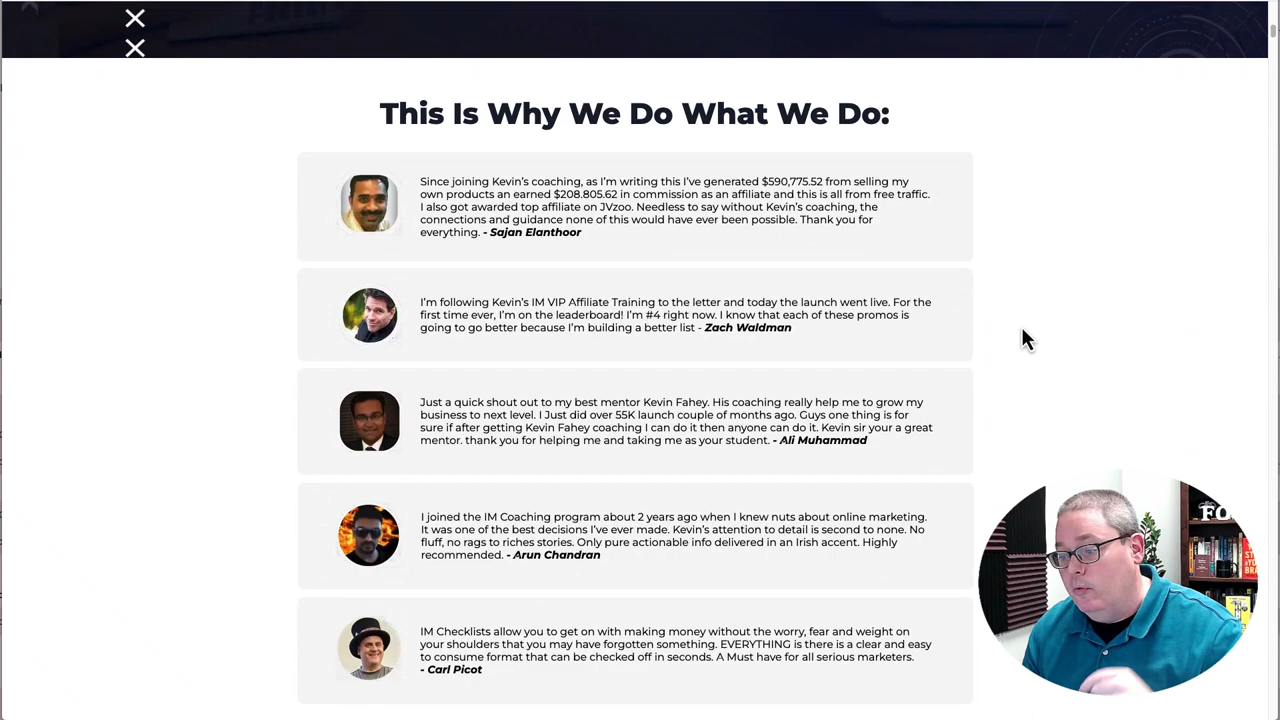 This Is Why We Do What We Do:
Since joining Kevin's coaching, as I'm writing this I've generated $590,775.52 from selling my
own products an earned $208.805.62 in commission as an affiliate and this is all from free traffic.
I also got awarded top affiliate on JVzoo. Needless to say without Kevin's coaching, the
connections and guidance none of this would have ever been possible. Thank you for
everything. - Sajan Elanthoor
I'm following Kevin's IM VIP Affiliate Training to the letter and today the launch went live. For the
first time ever, I'm on the leaderboard! I'm #4 right now. I know that each of these promos is
going to go better because I'm building a better list - Zach Waldman
Just a quick shout out to my best mentor Kevin Fahey. His coaching really help me to grow my
business to next level. I Just did over 55K launch couple of months ago. Guys one thing is for
sure if after getting Kevin Fahey coaching I can do it then anyone can do it. Kevin sir your a great
mentor. thank you for helping me and taking me as your student. - Ali Muhammad
I joined the IM Coaching program about 2 years ago when I knew nuts about online marketing.
It was one of the best decisions I've ever made. Kevin's attention to detail is second to none. No
fluff, no rags to riches stories. Only pure actionable info delivered in an Irish accent. Highly
recommended. - Arun Chandran
IM Checklists allow you to get on with making money without the worry, fear and weight on
your shoulders that you may have forgotten something. EVERYTHING is there is a clear and easy
to consume format that can be checked off in seconds. A Must have for all serious marketers.
- Carl Picot